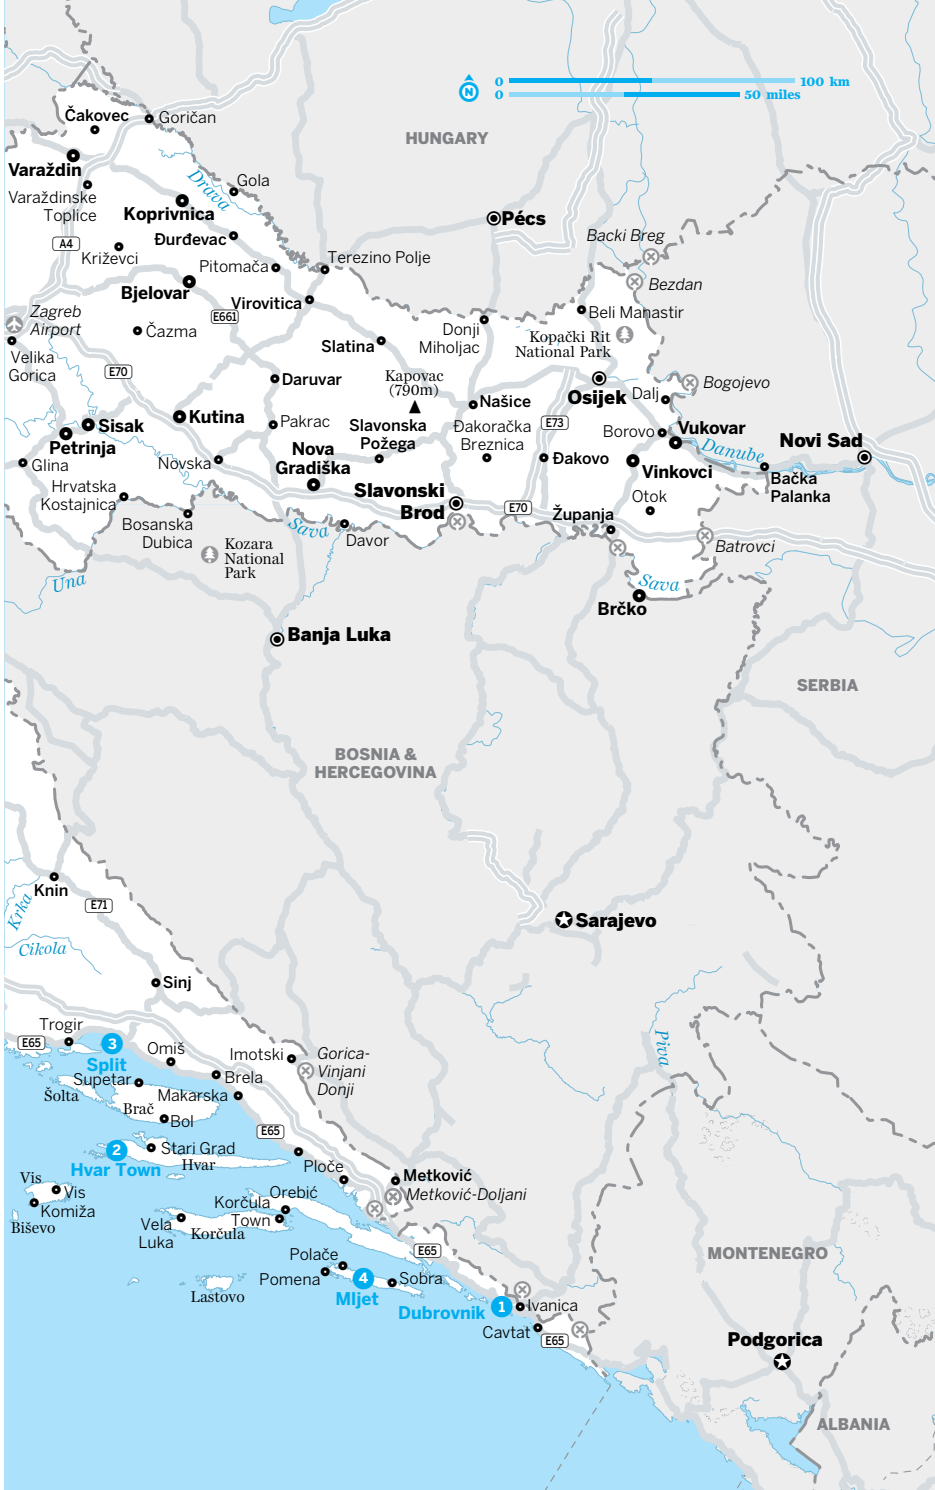 0
100 km
0
50 miles
N
HUNGARY
Čakovec
Goričan
Varaždin
Varaždinske
Toplice
Drava
Gola
Koprivnica
Pécs
A4
Križevci
Đurđevac
Backi Breg
Pitomača
Terezino Polje
Bezdan
Bjelovar
Virovitica
Zagreb
Airport
E661
Čazma
Beli Manastir
Donji
Miholjac
Kopački Rit
National Park
Velika
Gorica
Slatina
E70
Daruvar
Kapovac
(790m)
Bogojevo
Osijek
Dalj
Kutina
Našice
Sisak
Pakrac
Slavonska
Požega
Đakoračka
Breznica
E73
Borovo
Vukovar
Petrinja
Novi Sad
Danube
Nova
Gradiška
Glina
Novska
Đakovo
Vinkovci
Bačka
Palanka
Hrvatska
Kostajnica
Slavonski
Brod
Otok
E70
Županja
Bosanska
Dubica
Sava
Davor
Batrovci
Kozara
National
Park
Una
Sava
Brčko
Banja Luka
SERBIA
BOSNIA &
HERCEGOVINA
Knin
Krka
E71
Sarajevo
Cikola
Sinj
Trogir
E65
3
Split
Omiš
Imotski
Gorica-
Vinjani
Donji
Piva
Supetar
Brela
Šolta
Makarska
Brač
Bol
E65
2
Hvar Town
Stari Grad
Hvar
Ploče
Metković
Metković-Doljani
Vis
Vis
Komiža
Biševo
Korčula
Town
Orebić
Vela
Luka
Korčula
E65
MONTENEGRO
Polače
Pomena
4
Mljet
Sobra
Lastovo
Dubrovnik
1
Ivanica
Cavtat
E65
Podgorica
ALBANIA